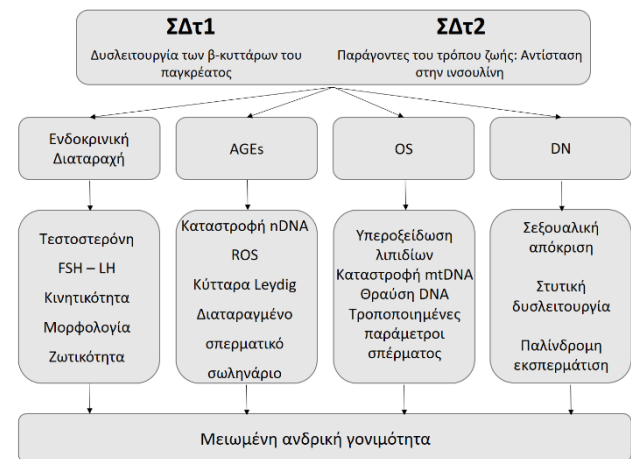 ΣΔτ1
Δυσλειτουργία των β-κυττάρων του
παγκρέατος
ΣΔτ2
Παράγοντες του τρόπου ζωής: Αντίσταση
στην ινσουλίνη
Ενδοκρινική
Διαταραχή
AGEs
OS
DN
Τεστοστερόνη
FSH – LH
Κινητικότητα
Μορφολογία
Ζωτικότητα
Καταστροφή nDNA
ROS
Κύτταρα Leydig
Διαταραγμένο
σπερματικό
σωληνάριο
Υπεροξείδωση
λιπιδίων
Καταστροφή mtDNA
Θραύση DNA
Τροποποιημένες
παράμετροι
σπέρματος
Σεξουαλική
απόκριση
Στυτική
δυσλειτουργία
Παλίνδρομη
εκσπερμάτιση
Μειωμένη ανδρική γονιμότητα